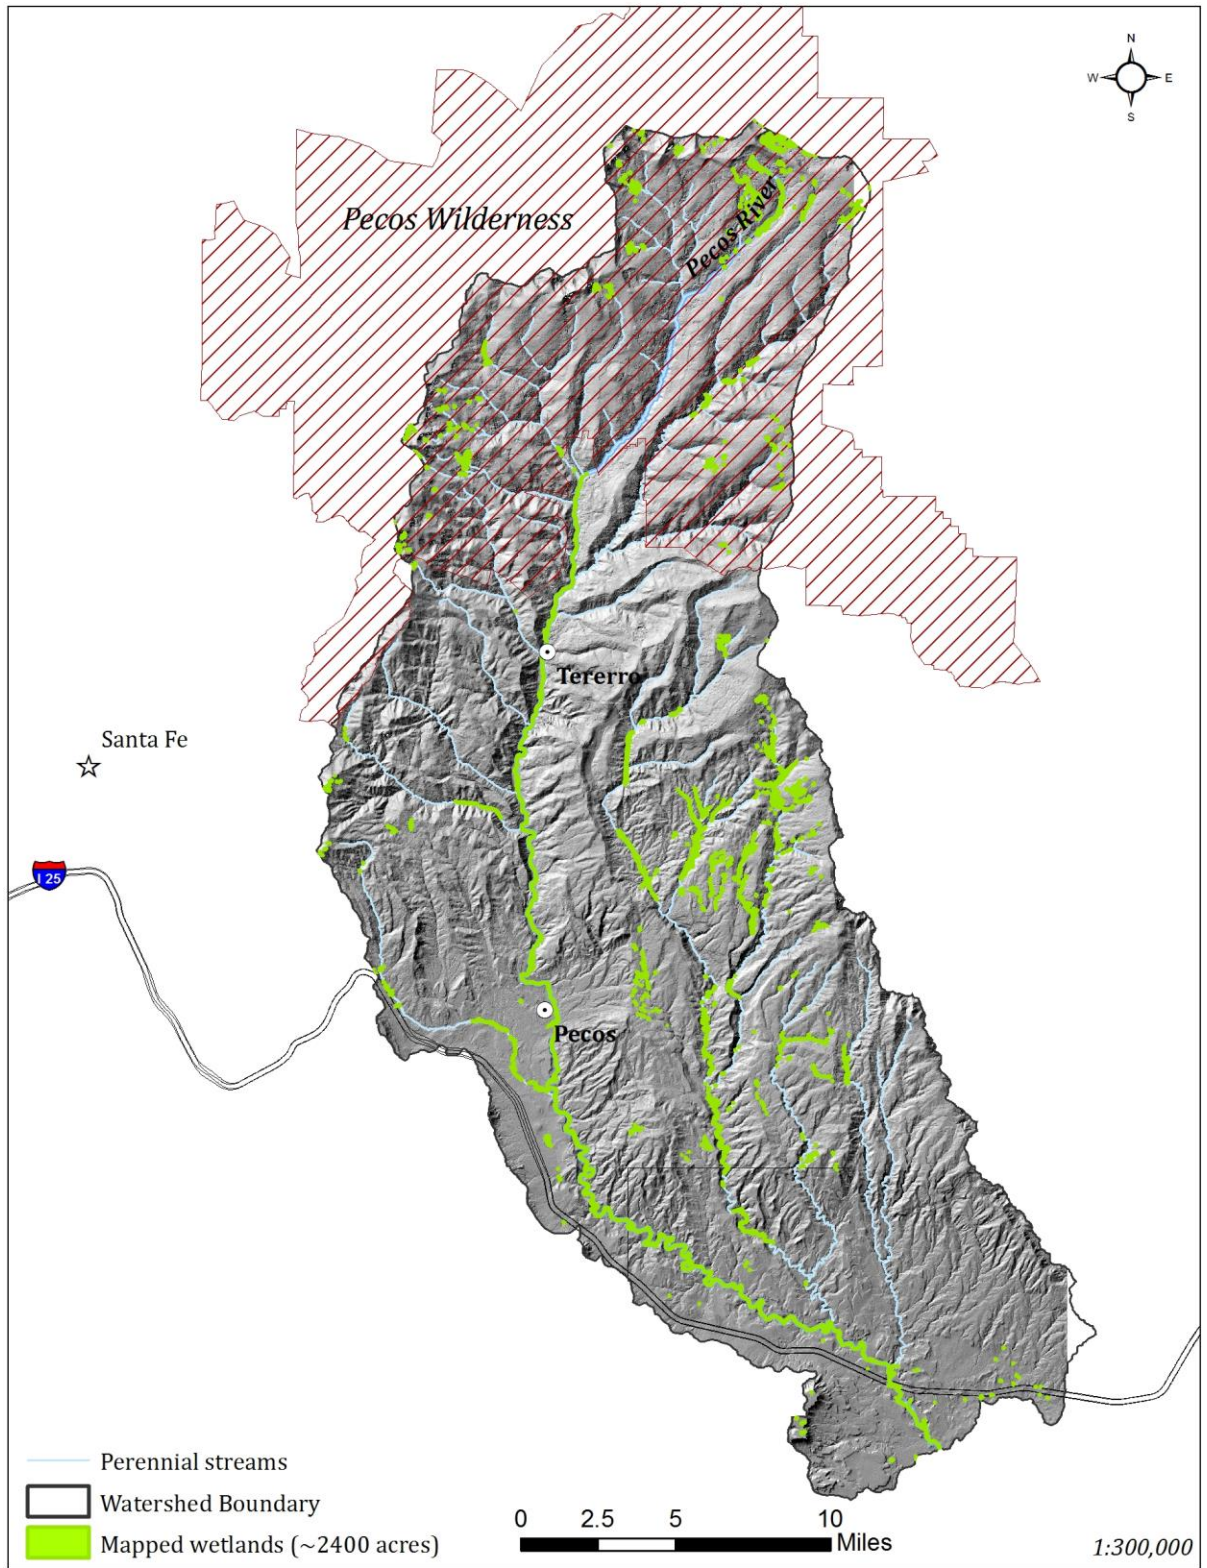 N
W E
S
Pecos Wilderness
Pecos River
Tererro
Santa Fe
I 25
Pecos
Perennial streams
Watershed Boundary
Mapped wetlands (~2400 acres)
0 2.5 5 10
Miles
1:300,000